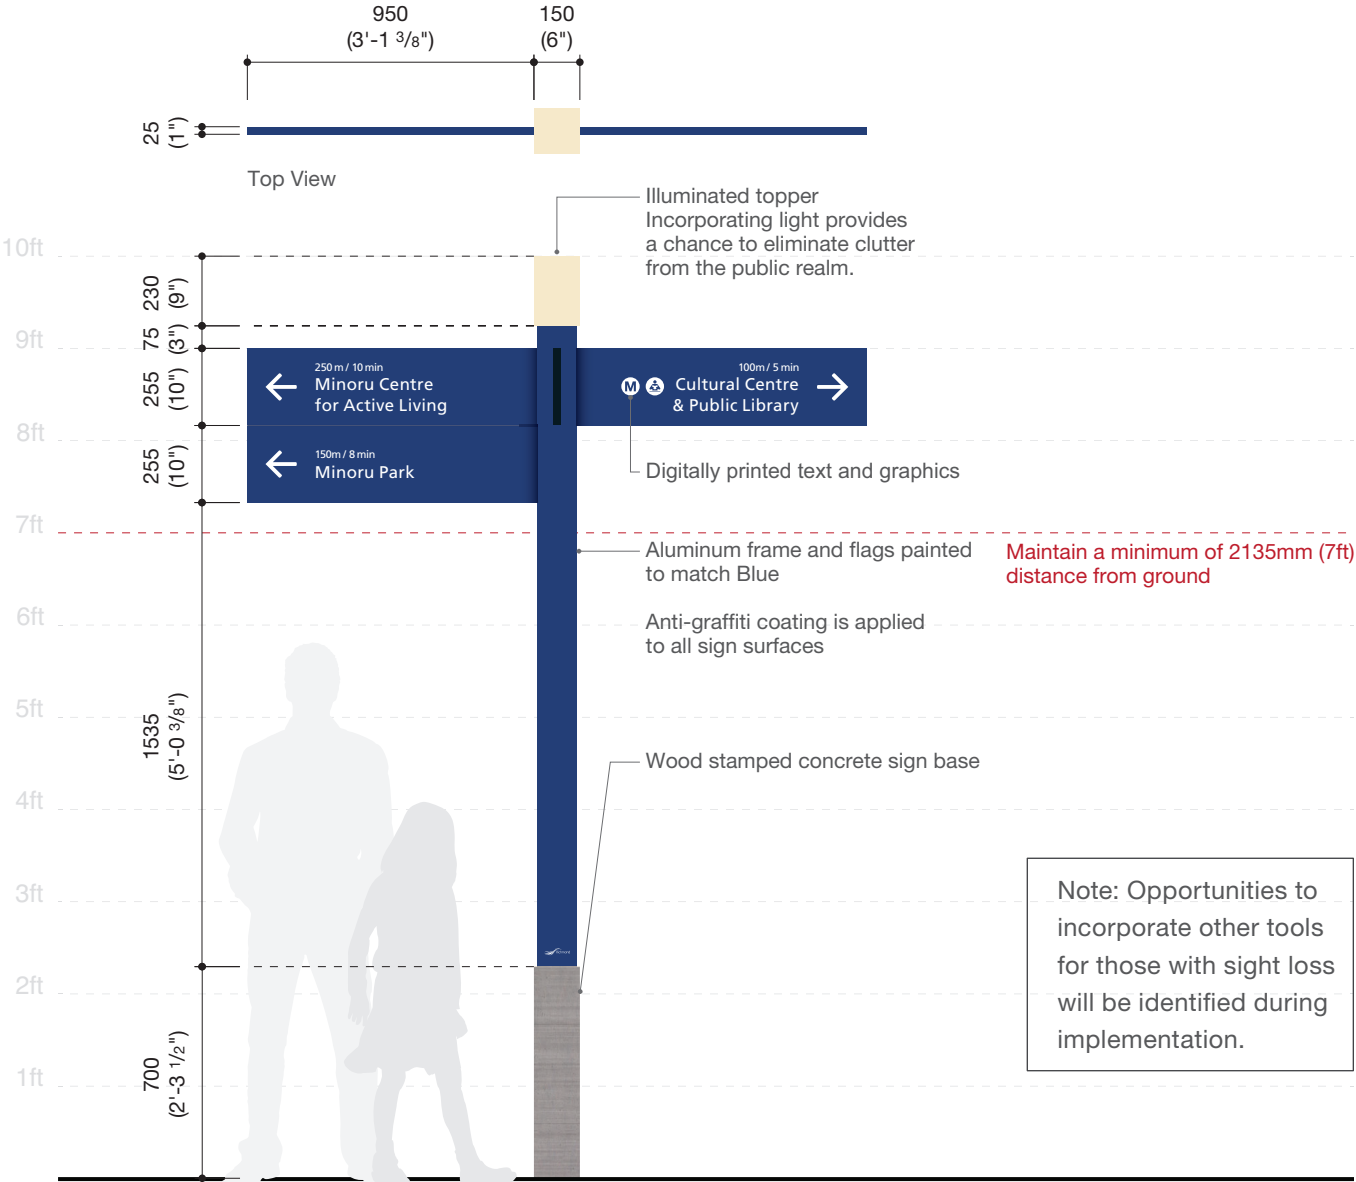 950
(3'-1 3/8")
150
(6")
25
(1")
Top View
Illuminated topper
Incorporating light provides
a chance to eliminate clutter
from the public realm.
10ft
230
(9")
75
(3")
9ft
255
(10")
250 m / 10 min
Minoru Centre
for Active Living
100m / 5 min
M
Cultural Centre
& Public Library
8ft
255
(10")
150m / 8 min
Minoru Park
Digitally printed text and graphics
7ft
Aluminum frame and flags painted
to match Blue
Maintain a minimum of 2135mm (7ft)
distance from ground
Anti-graffiti coating is applied
to all sign surfaces
6ft
5ft
1535
(5'-0 3/8")
Wood stamped concrete sign base
4ft
3ft
Note: Opportunities to
incorporate other tools
for those with sight loss
will be identified during
implementation.
2ft
700
(2'-3 1/2")
1ft